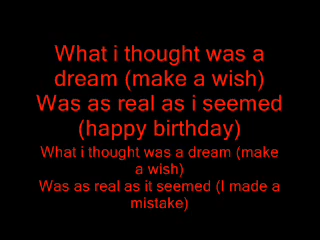 What i thought was a
dream (make a wish)
Was as real as i seemed
(happy birthday)
What i thought was a dream (make
a wish)
Was as real as it seemed (I made a
mistake)